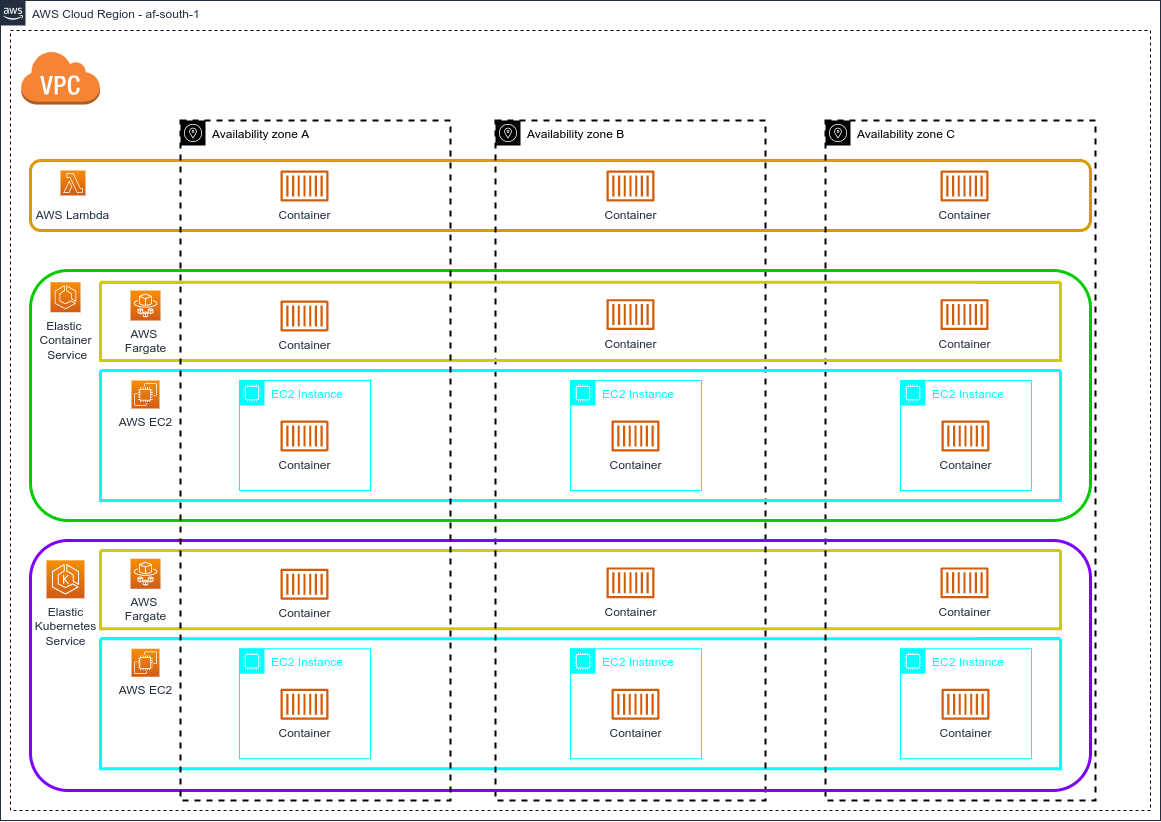 aws
AWS Cloud Region - af-south-1
VPC
Availability zone A
Availability zone B
Availability zone C
AWS Lambda
Container
Container
Container
Elastic
Container
Service
AWS
Fargate
Container
Container
Container
AWS EC2
EC2 Instance
Container
EC2 Instance
Container
EC2 Instance
Container
Elastic
Kubernetes
Service
K
AWS
Fargate
Container
Container
Container
AWS EC2
EC2 Instance
Container
EC2 Instance
Container
EC2 Instance
Container